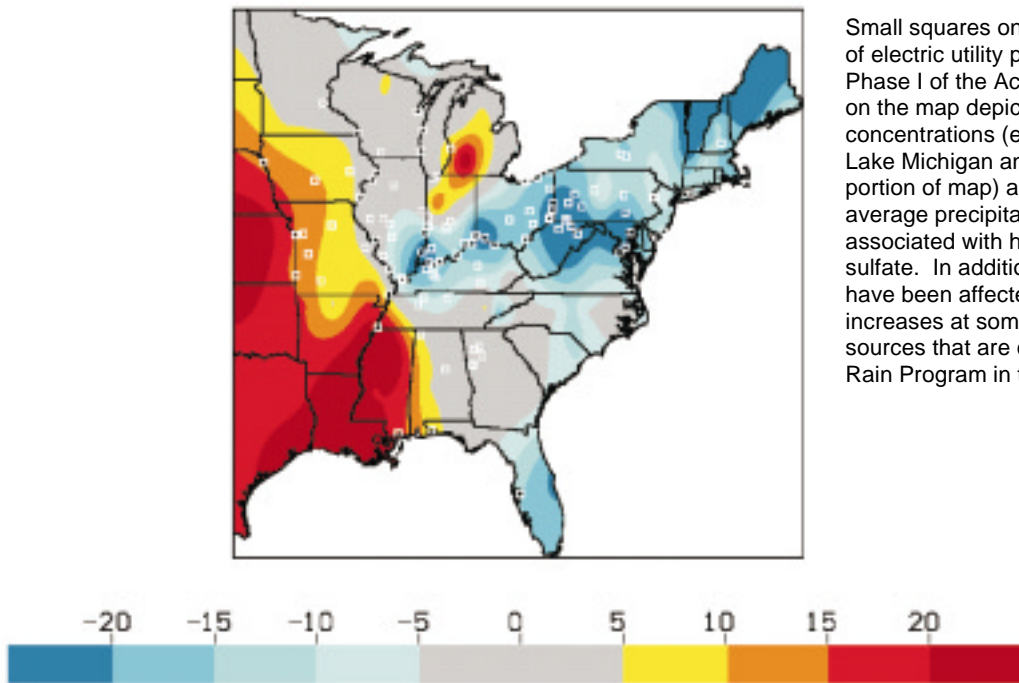 Small squares on
of electric utility p
Phase I of the Ac
on the map depic
concentrations (e
Lake Michigan an
portion of map) a
average precipita
associated with h
sulfate. In additio
have been affecte
increases at som
sources that are
Rain Program in t
-20 -15 -10 -5 0 5 10 15 20